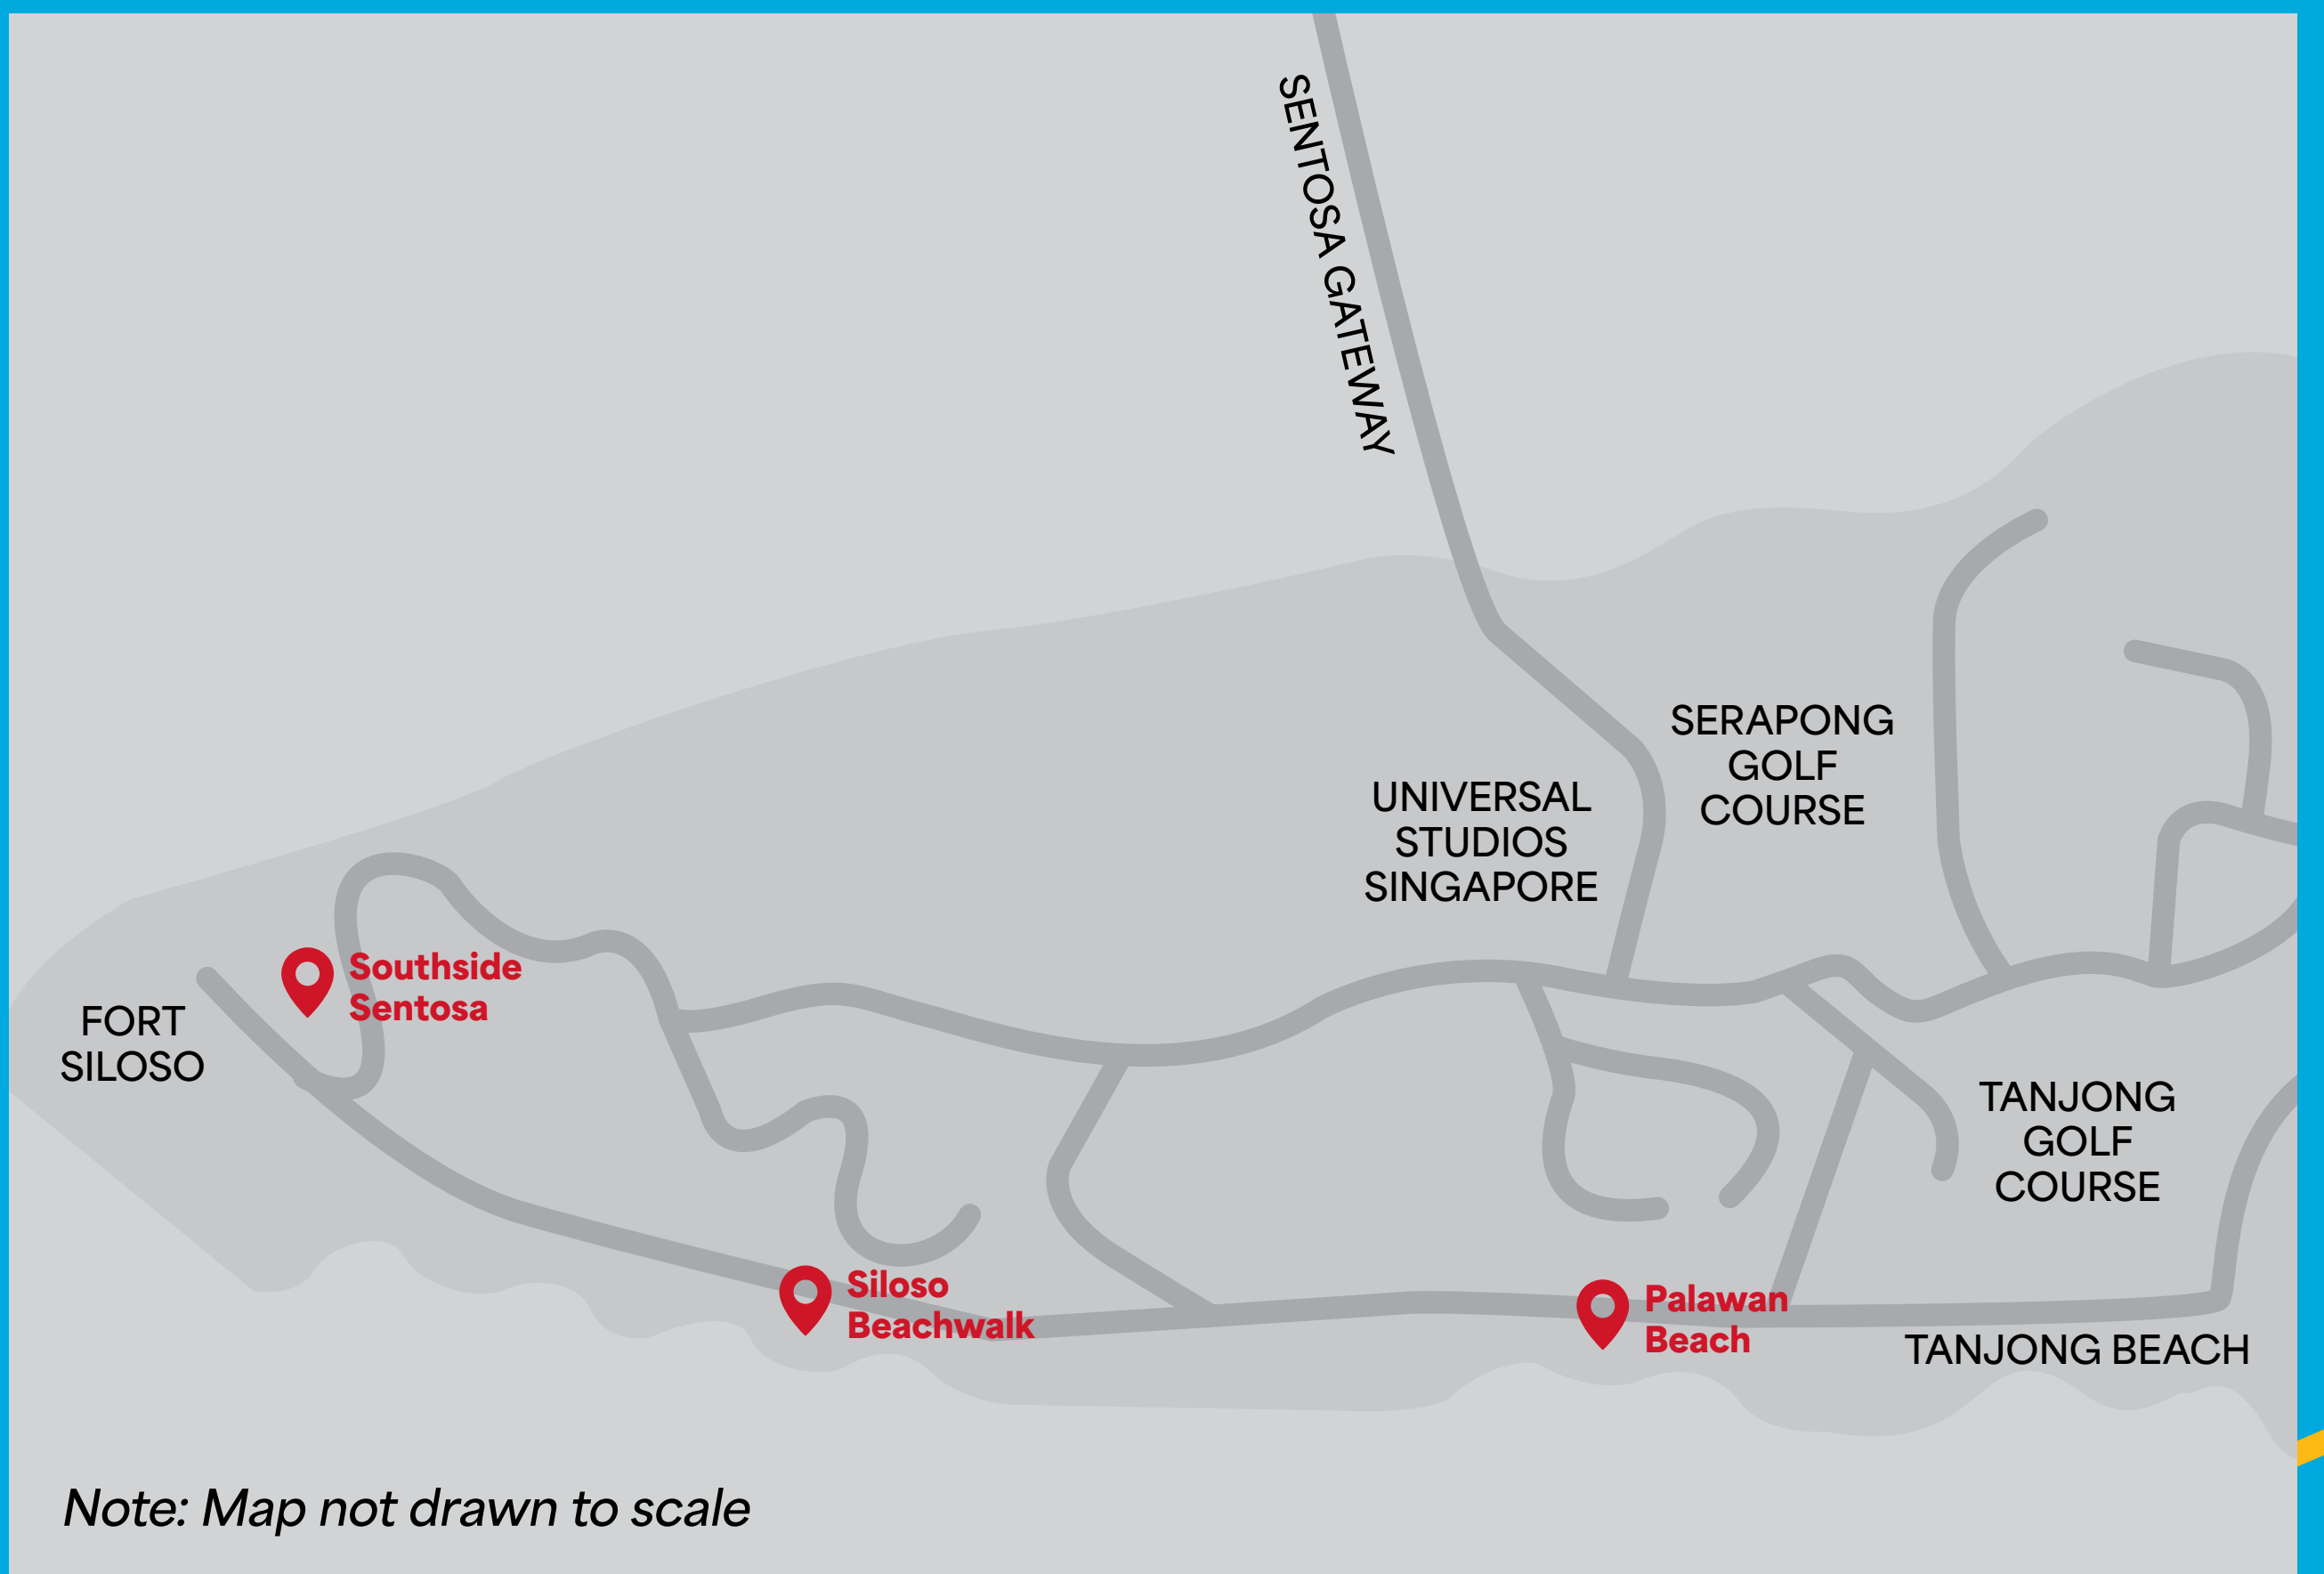 SENTOSA GATEWAY
SERAPONG
GOLF
COURSE
UNIVERSAL
STUDIOS
SINGAPORE
Southside
Sentosa
FORT
SILOSO
TANJONG
GOLF
COURSE
Siloso
Beachwalk
Palawan
Beach
TANJONG BEACH
Note: Map not drawn to scale